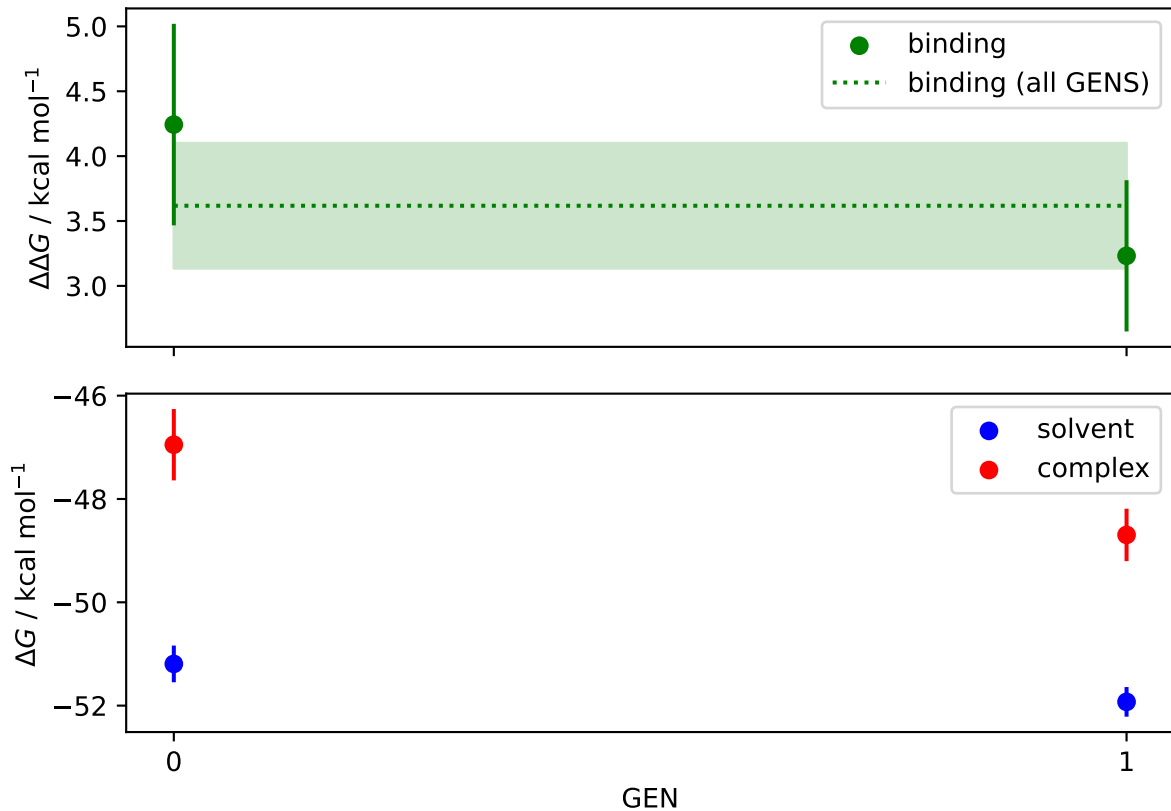 5.0
4.5
4.0
3.5
3.0
ΔΔG / kcal mol⁻¹
binding
binding (all GENS)
−46
−48
−50
−52
ΔG / kcal mol⁻¹
solvent
complex
0
1
GEN